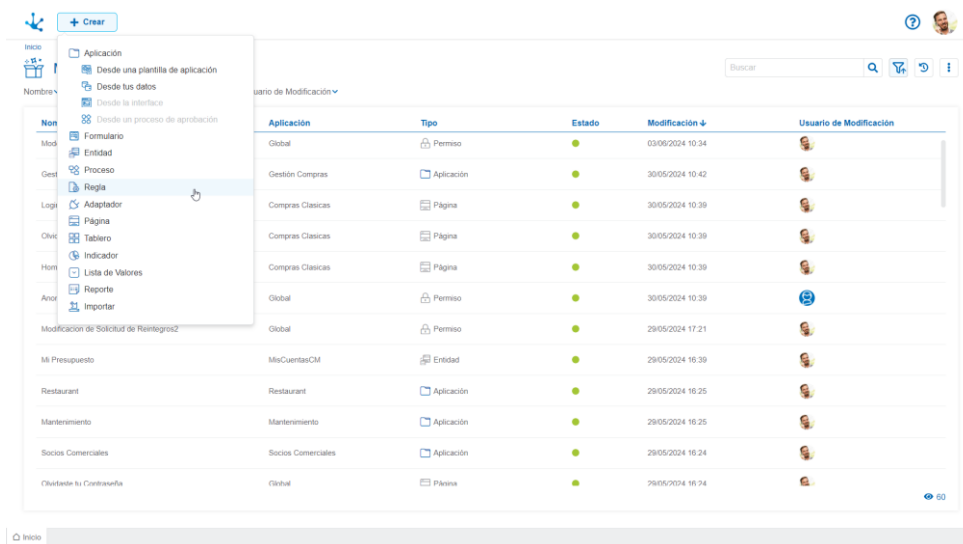 + Crear
Inicio
Aplicación
Desde una plantilla de aplicación
Desde tus datos
Desde la interface
Desde un proceso de aprobación
Formulario
Entidad
Proceso
Regla
Adaptador
Página
Tablero
Indicador
Lista de Valores
Reporte
Importar
Buscar
Nombre
uario de Modificación
Nom Aplicación Tipo Estado Modificación Usuario de Modificación
Mod Global Permiso 03/06/2024 10:34
Gest Gestión Compras Aplicación 30/05/2024 10:42
Logi Compras Clasicas Página 30/05/2024 10:39
Olvid Compras Clasicas Página 30/05/2024 10:39
Hom Compras Clasicas Página 30/05/2024 10:39
Anor Global Permiso 30/05/2024 10:39
Modificacion de Solicitud de Reintegros2 Global Permiso 29/05/2024 17:21
Mi Presupuesto MisCuentasCM Entidad 29/05/2024 16:39
Restaurant Restaurant Aplicación 29/05/2024 16:25
Mantenimiento Mantenimiento Aplicación 29/05/2024 16:25
Socios Comerciales Socios Comerciales Aplicación 29/05/2024 16:24
Olvidaste tu Contraseña Global Página 29/05/2024 16:24
60
Inicio